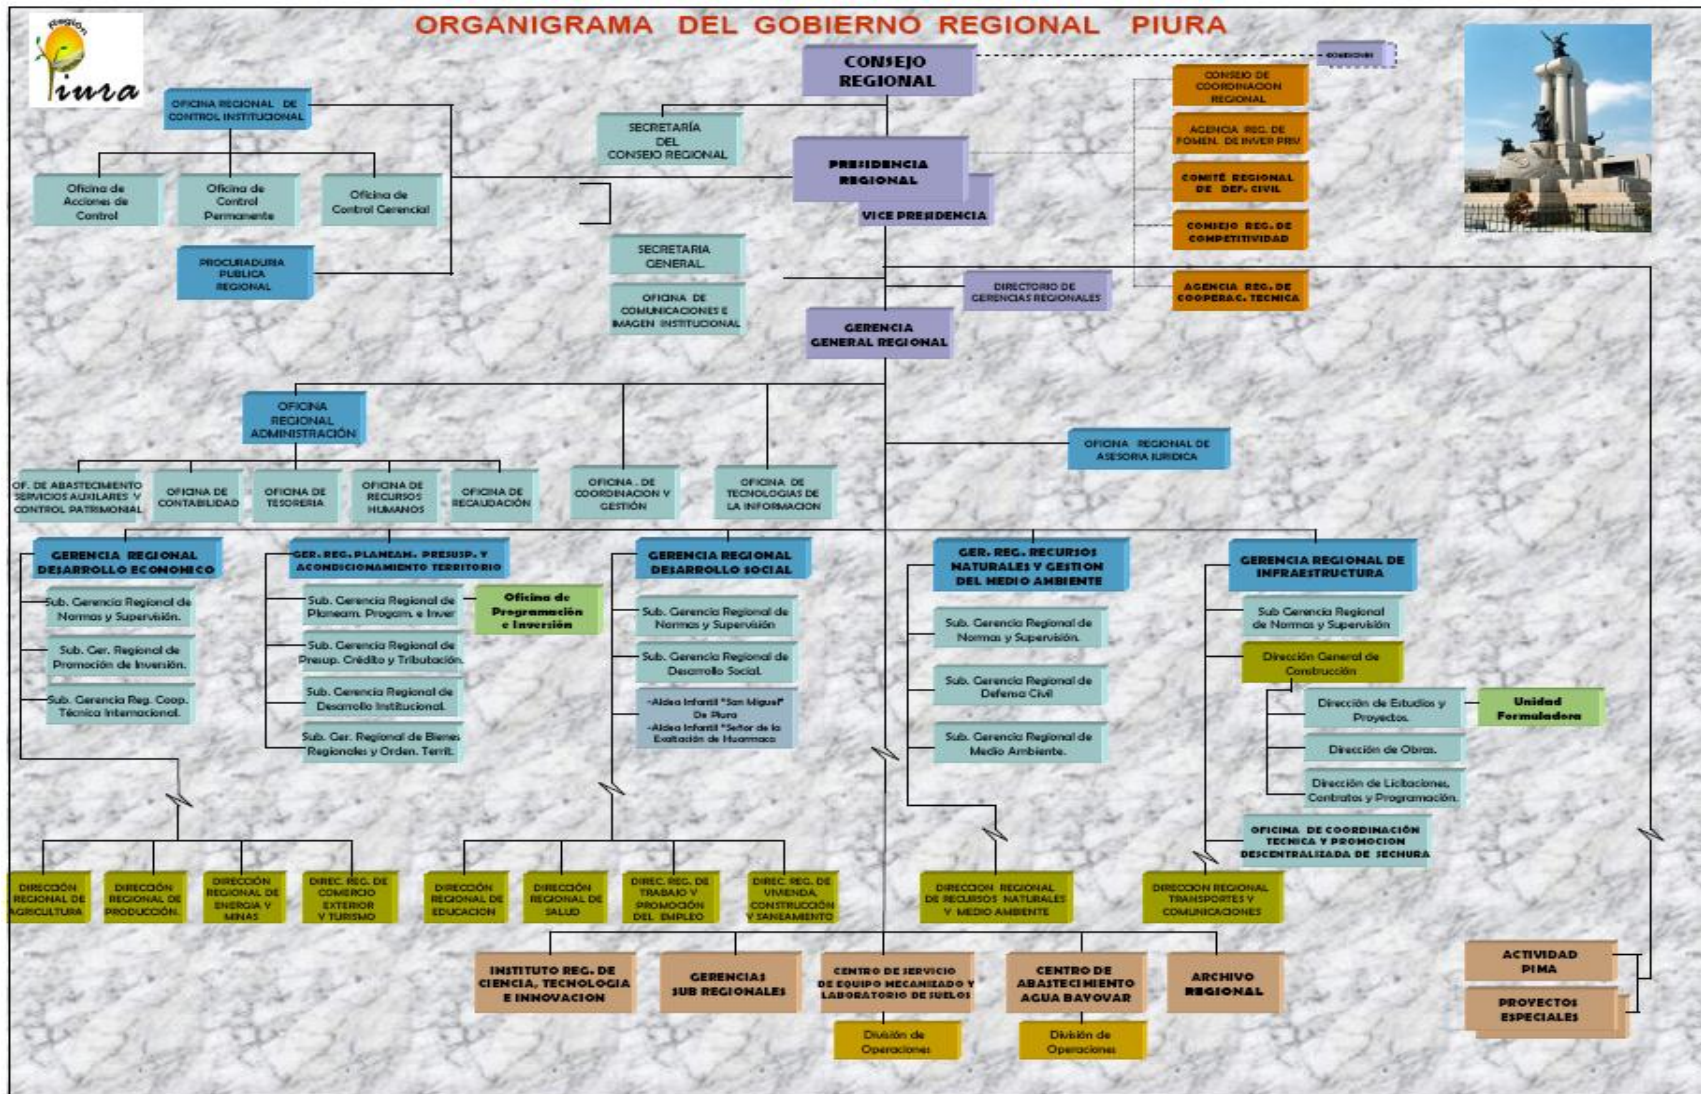 ORGANIGRAMA DEL GOBIERNO REGIONAL PIURA
Región
Piura
CONSEJO
REGIONAL
COMISIONES
OFICINA REGIONAL DE
CONTROL INSTITUCIONAL
SECRETARÍA
DEL
CONSEJO REGIONAL
CONSEJO DE
COORDINACION
REGIONAL
AGENCIA REG. DE
FOMEN. DE INVER PRIV
PRESIDENCIA
REGIONAL
VICE PRESIDENCIA
COMITÉ REGIONAL
DE DEF. CIVIL
CONSEJO REG. DE
COMPETITIVIDAD
AGENCIA REG. DE
COOPERAC. TECNICA
Oficina de
Acciones de
Control
Oficina de
Control
Permanente
Oficina de
Control Gerencial
PROCURADURIA
PUBLICA
REGIONAL
SECRETARIA
GENERAL.
OFICINA DE
COMUNICACIONES E
IMAGEN INSTITUCIONAL
DIRECTORIO DE
GERENCIAS REGIONALES
GERENCIA
GENERAL REGIONAL
OFICINA
REGIONAL
ADMINISTRACIÓN
OFICINA REGIONAL DE
ASESORIA JURIDICA
OF. DE ABASTECIMIENTO
SERVICIOS AUXILARES Y
CONTROL PATRIMONIAL
OFICINA DE
CONTABILIDAD
OFICINA DE
TESORERIA
OFICINA DE
RECURSOS
HUMANOS
OFICINA DE
RECAUDACIÓN
OFICINA . DE
COORDINACION Y
GESTIÓN
OFICINA DE
TECNOLOGIAS DE
LA INFORMACION
GERENCIA REGIONAL
DESARROLLO ECONOMICO
Sub. Gerencia Regional de
Normas y Supervisión.
Sub. Ger. Regional de
Promoción de Inversión.
Sub. Gerencia Reg. Coop.
Técnica Internacional.
GER. REG. PLANEAM. PRESUSP. Y
ACONDICIONAMIENTO TERRITORIO
Sub. Gerencia Regional de
Planeam. Progam. e Inver
Oficina de
Programación
e Inversión
Sub. Gerencia Regional de
Presup. Crédito y Tributación.
Sub. Gerencia Regional de
Desarrollo Institucional.
Sub. Ger. Regional de Bienes
Regionales y Orden. Territ.
GERENCIA REGIONAL
DESARROLLO SOCIAL
Sub. Gerencia Regional de
Normas y Supervisión
Sub. Gerencia Regional de
Desarrollo Social.
-Aldea Infantil "San Miguel"
De Piura
-Aldea Infantil "Señor de la
Exaltación de Huarmaca
GER. REG. RECURSOS
NATURALES Y GESTION
DEL MEDIO AMBIENTE
Sub. Gerencia Regional de
Normas y Supervisión.
Sub. Gerencia Regional de
Defensa Civil
Sub. Gerencia Regional de
Medio Ambiente.
GERENCIA REGIONAL DE
INFRAESTRUCTURA
Sub Gerencia Regional
de Normas y Supervisión
Dirección General de
Construcción
Dirección de Estudios y
Proyectos.
Unidad
Formuladora
Dirección de Obras.
Dirección de Licitaciones,
Contratos y Programación.
OFICINA DE COORDINACIÓN
TECNICA Y PROMOCION
DESCENTRALIZADA DE SECHURA
DIRECCIÓN
REGIONAL DE
AGRICULTURA
DIRECCIÓN
REGIONAL DE
PRODUCCIÓN.
DIRECCIÓN
REGIONAL DE
ENERGIA Y
MINAS
DIREC. REG. DE
COMERCIO
EXTERIOR
Y TURISMO
DIRECCIÓN
REGIONAL DE
EDUCACION
DIRECCIÓN
REGIONAL DE
SALUD
DIREC. REG. DE
TRABAJO Y
PROMOCIÓN
DEL EMPLEO
DIREC. REG. DE
VIVIENDA,
CONSTRUCCIÓN
Y SANEAMIENTO
DIRECCION REGIONAL
DE RECURSOS NATURALES
Y MEDIO AMBIENTE
DIRECCION REGIONAL
TRANSPORTES Y
COMUNICACIONES
INSTITUTO REG. DE
CIENCIA, TECNOLOGIA
E INNOVACION
GERENCIAS
SUB REGIONALES
CENTRO DE SERVICIO
DE EQUIPO MECANIZADO Y
LABORATORIO DE SUELOS
CENTRO DE
ABASTECIMIENTO
AGUA BAYOVAR
ARCHIVO
REGIONAL
ACTIVIDAD
PIMA
PROYECTOS
ESPECIALES
División de
Operaciones
División de
Operaciones